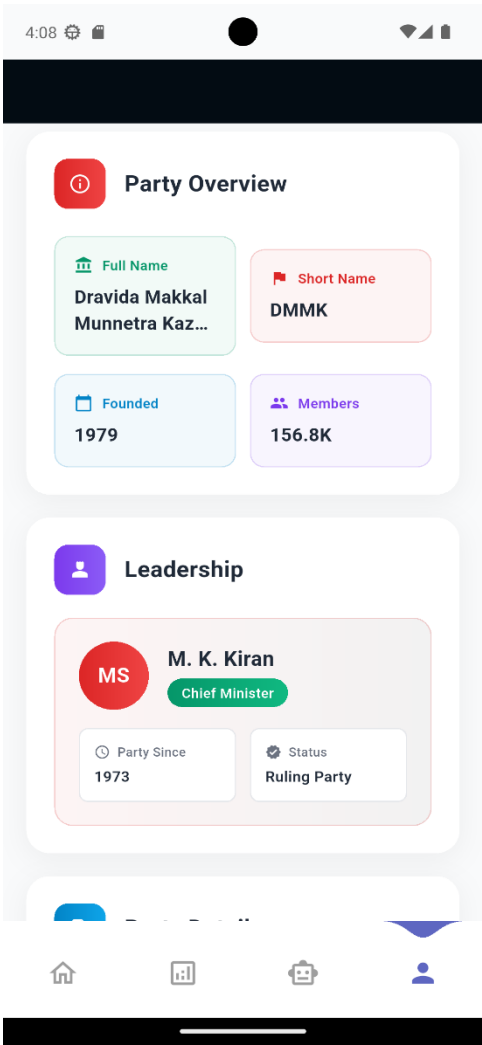 4:08
Party Overview
Full Name
Dravida Makkal
Munnetra Kaz...
Short Name
DMMK
Founded
1979
Members
156.8K
Leadership
MS
M. K. Kiran
Chief Minister
Party Since
1973
Status
Ruling Party